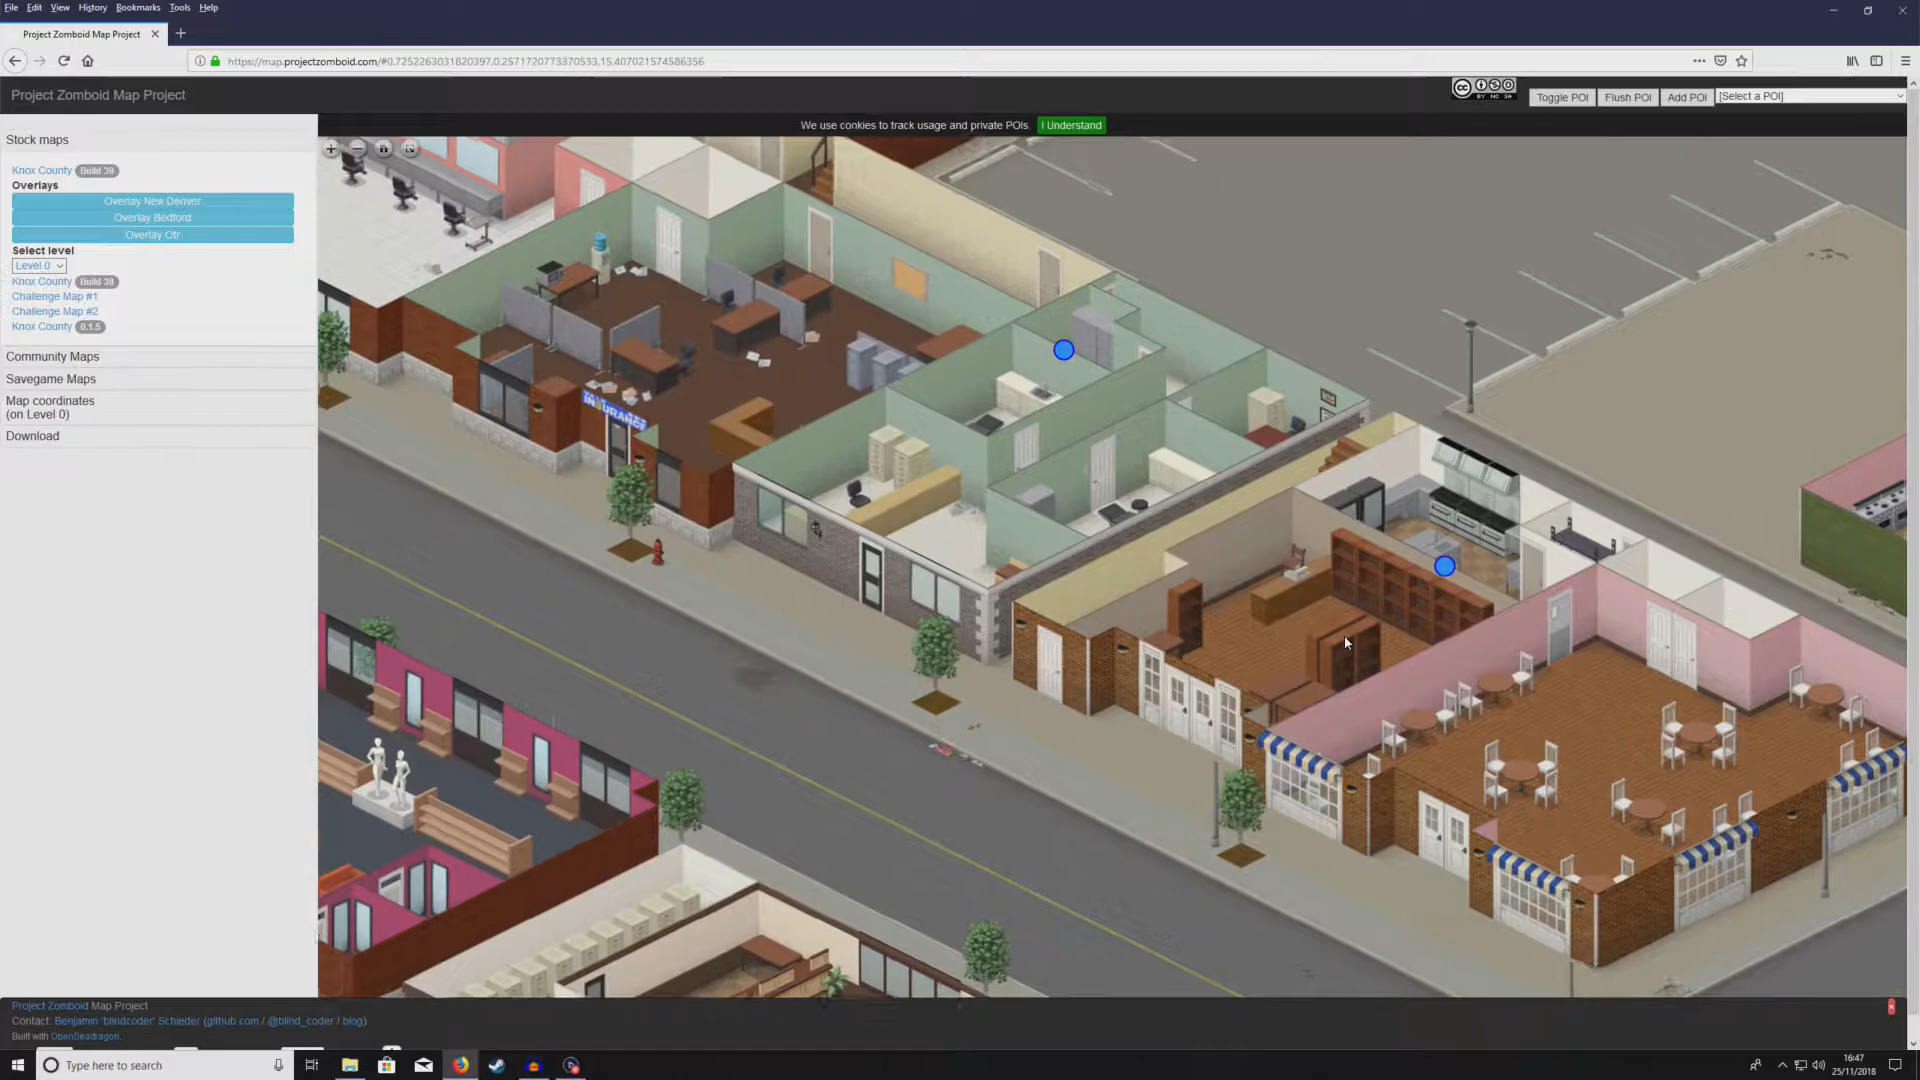 File Edit View History Bookmarks Tools Help
Project Zomboid Map Project
https://map.projectzomboid.com/#0.7252263031820397,0.2571720773370533,15.407021574586356
Project Zomboid Map Project
BY NC SA
Toggle POI Flush POI Add POI [Select a POI]
We use cookies to track usage and private POIs. I Understand
Stock maps
Knox County Build 39
Overlays
Overlay New Denver
Overlay Bedford
Overlay Otr
Select level
Level 0
Knox County Build 38
Challenge Map #1
Challenge Map #2
Knox County 0.1.5
Community Maps
Savegame Maps
Map coordinates
(on Level 0)
Download
INSURANCE
Project Zomboid Map Project
Contact: Benjamin 'blindcoder' Schieder (github.com / @blind_coder / blog)
Built with OpenSeadragon.
Type here to search
16:47
25/11/2018